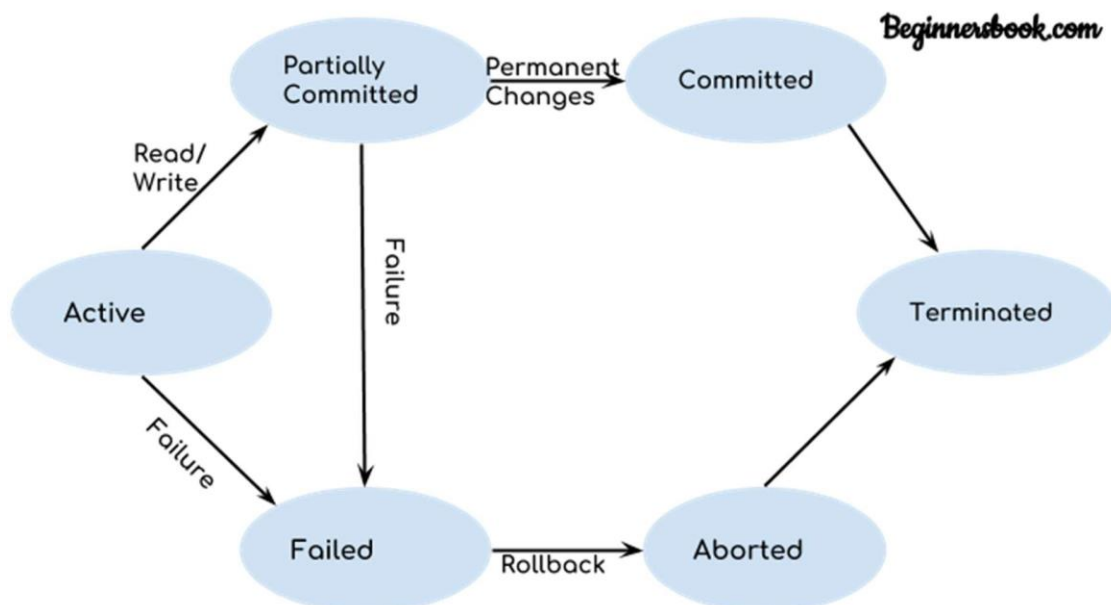 Beginnersbook.com
Partially
Committed
Permanent
Changes
Committed
Read/
Write
Failure
Active
Terminated
Failure
Failed
Rollback
Aborted